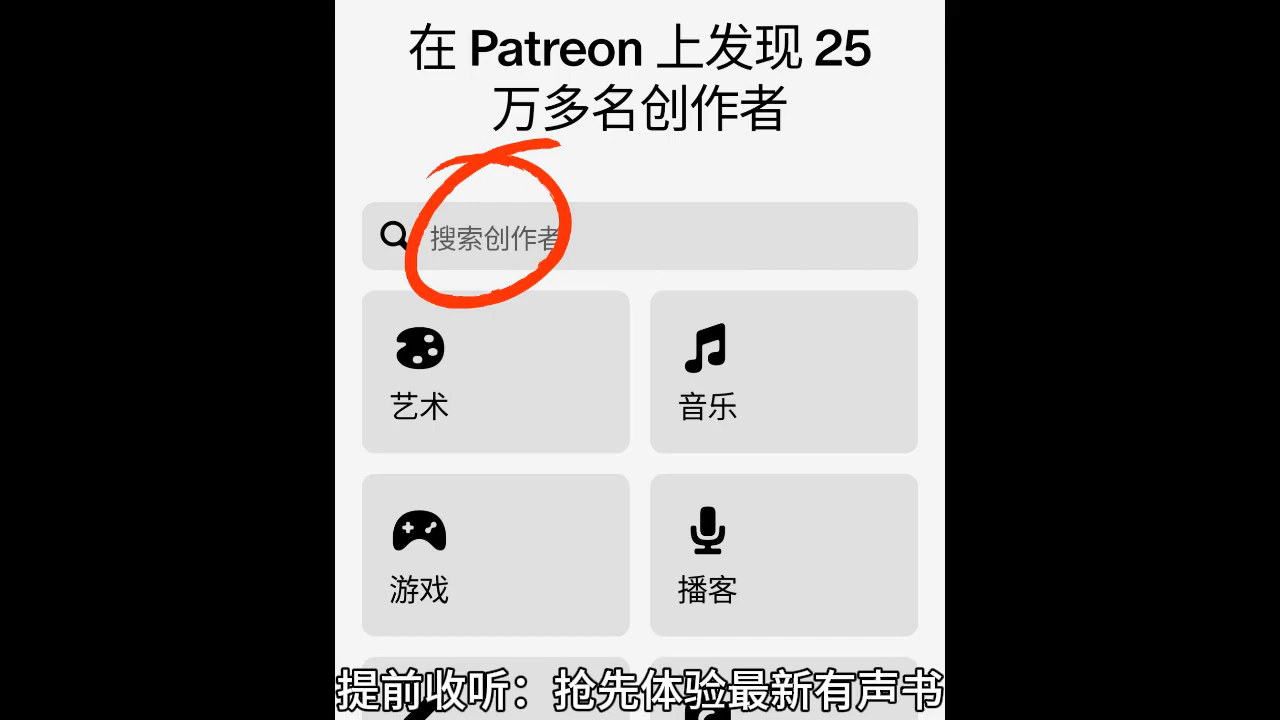 在 Patreon 上发现 25
万多名创作者
搜索创作者
艺术
音乐
游戏
播客
提前收听：抢先体验最新有声书